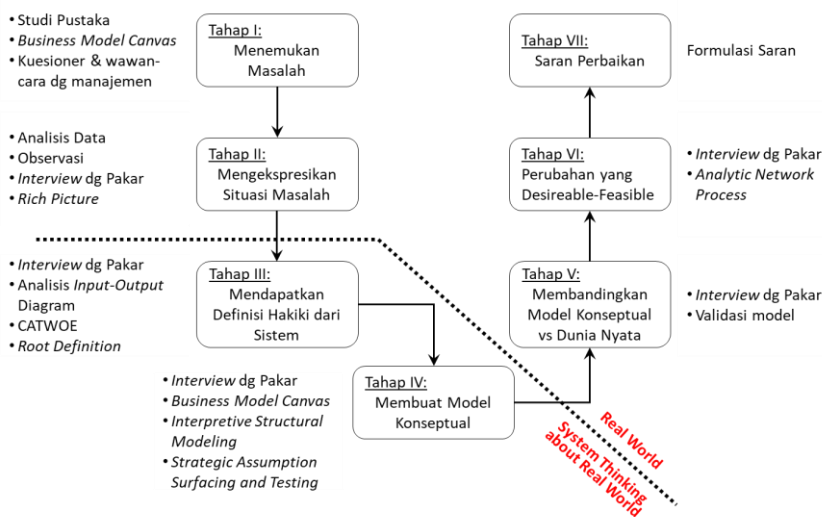 • Studi Pustaka
• Business Model Canvas
• Kuesioner & wawan-
cara dg manajemen
Tahap I:
Menemukan
Masalah
Tahap VII:
Saran Perbaikan
Formulasi Saran
• Analisis Data
• Observasi
• Interview dg Pakar
• Rich Picture
Tahap II:
Mengekspresikan
Situasi Masalah
Tahap VI:
Perubahan yang
Desireable-Feasible
• Interview dg Pakar
• Analytic Network
Process
• Interview dg Pakar
• Analisis Input-Output
Diagram
• CATWOE
• Root Definition
Tahap III:
Mendapatkan
Definisi Hakiki dari
Sistem
Tahap V:
Membandingkan
Model Konseptual
vs Dunia Nyata
• Interview dg Pakar
• Validasi model
• Interview dg Pakar
• Business Model Canvas
• Interpretive Structural
Modeling
• Strategic Assumption
Surfacing and Testing
Tahap IV:
Membuat Model
Konseptual
Real World
System Thinking
about Real World